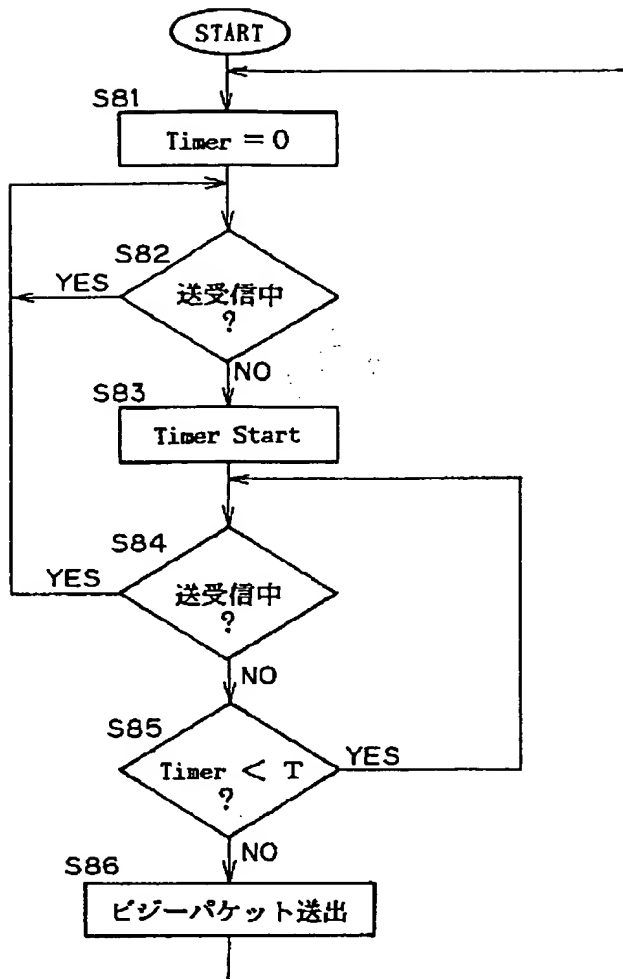 START
S81
Timer = 0
S82
YES
送受信中
?
NO
S83
Timer Start
S84
YES
送受信中
?
NO
S85
Timer < T
?
YES
NO
S86
ビジーパケット送出